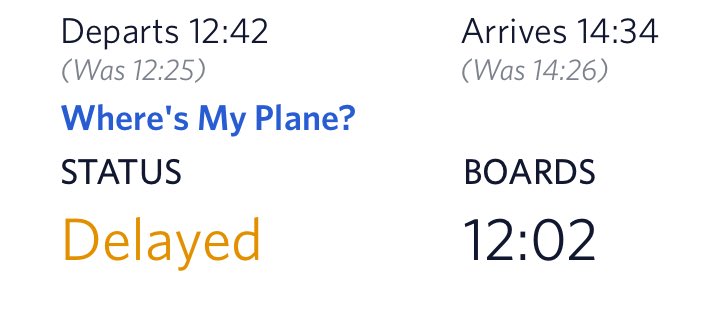 Departs 12:42
Arrives 14:34
(Was 12:25)
(Was 14:26)
Where's My Plane?
STATUS
BOARDS
Delayed
12:02